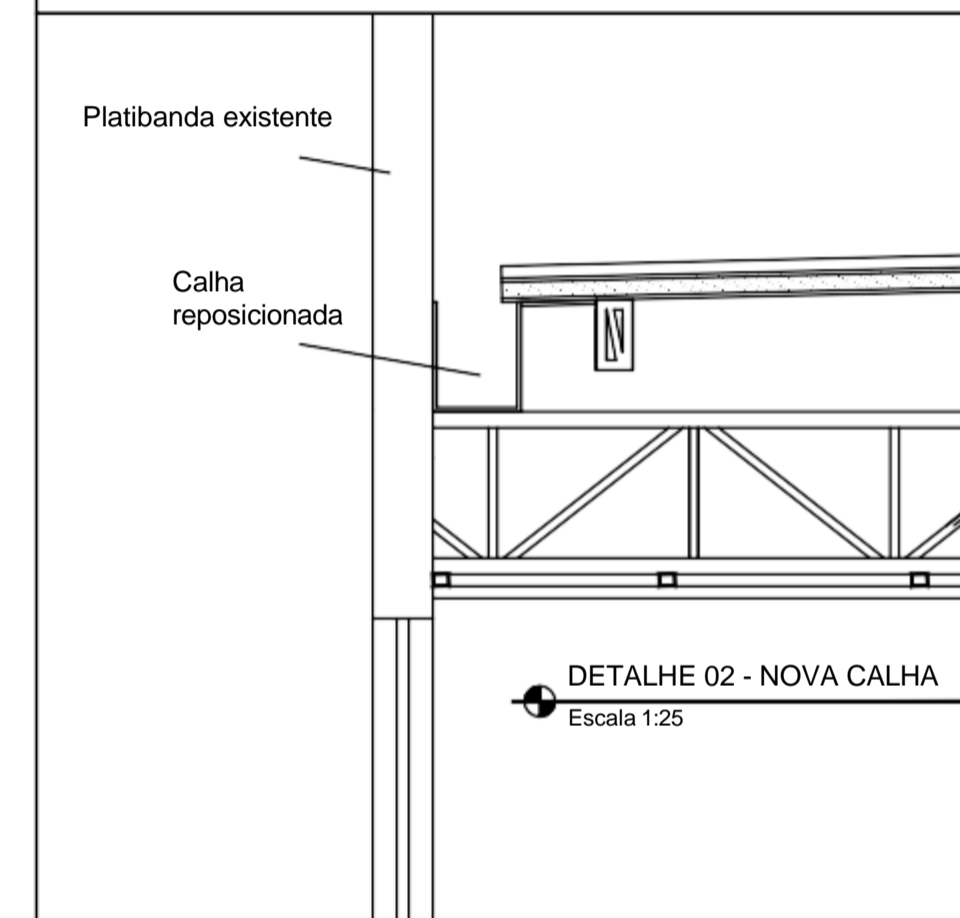 Platibanda existente
Calha
reposicionada
DETALHE 02 - NOVA CALHA
Escala 1:25